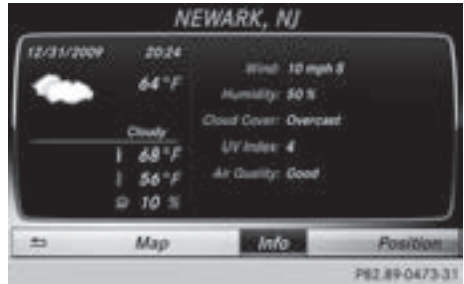 NEWARK, NJ
12/31/2009 20:24
64°F
Cloudy
68°F
56°F
10 %
Wind: 10 mph S
Humidity: 50 %
Cloud Cover: Overcast
UV Index: 4
Air Quality: Good
Map Info Position
P82.89-0473-31